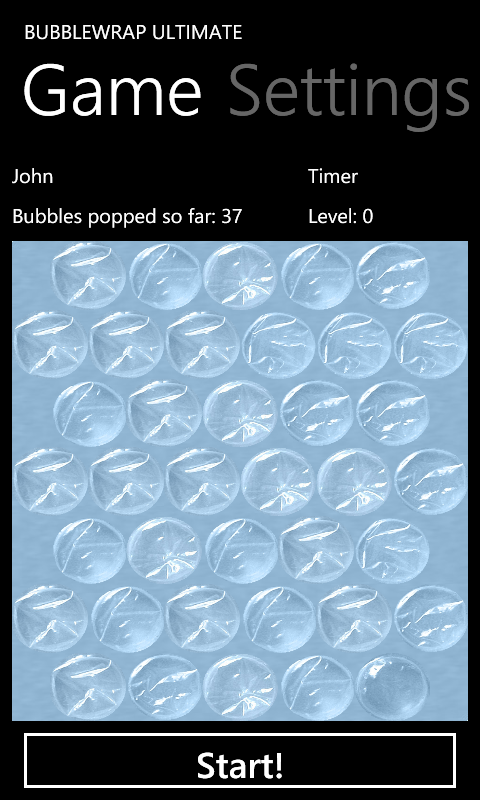 BUBBLEWRAP ULTIMATE
Game Settings
John Timer
Bubbles popped so far: 37 Level: 0
Start!